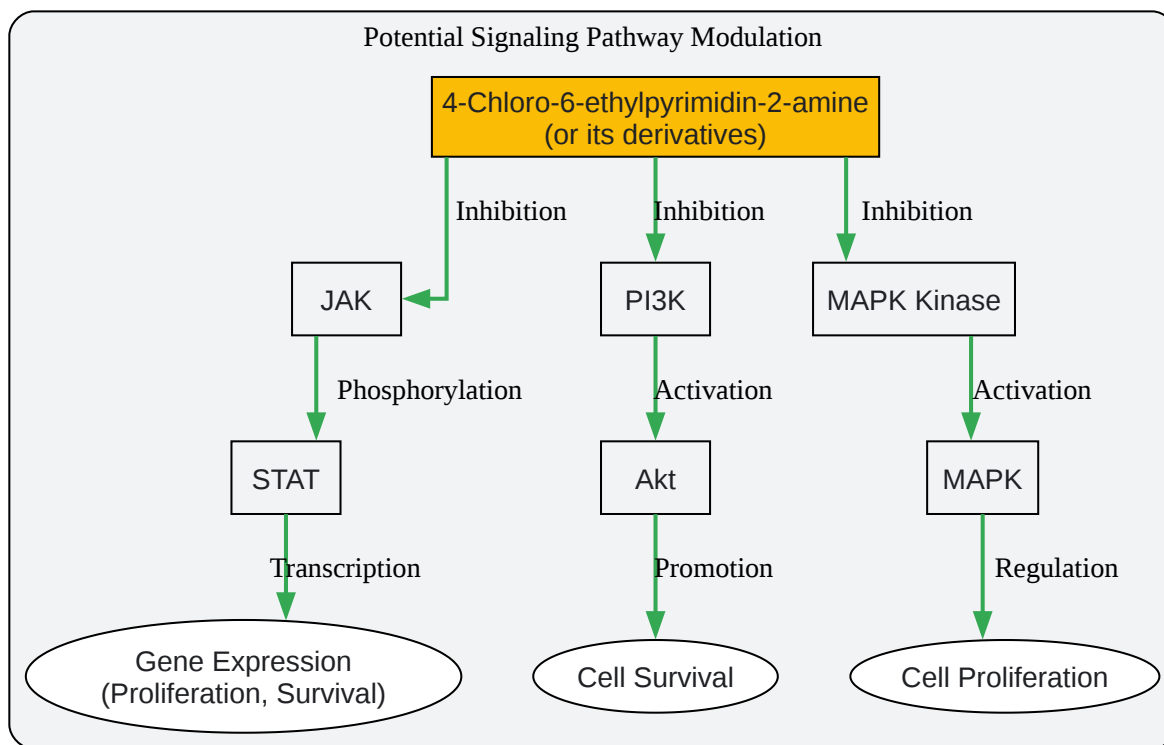 Potential Signaling Pathway Modulation
4-Chloro-6-ethylpyrimidin-2-amine
(or its derivatives)
Inhibition
Inhibition
Inhibition
JAK
PI3K
MAPK Kinase
Phosphorylation
Activation
Activation
STAT
Akt
MAPK
Transcription
Promotion
Regulation
Gene Expression
(Proliferation, Survival)
Cell Survival
Cell Proliferation